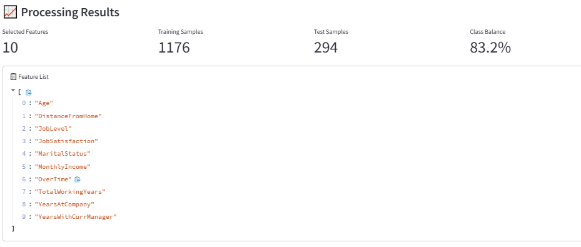 Processing Results
Selected Features
10
Training Samples
1176
Test Samples
294
Class Balance
83.2%
Feature List
[
0 : "Age"
1 : "DistanceFromHome"
2 : "JobLevel"
3 : "JobSatisfaction"
4 : "MaritalStatus"
5 : "MonthlyIncome"
6 : "OverTime"
7 : "TotalWorkingYears"
8 : "YearsAtCompany"
9 : "YearsWithCurrManager"
]